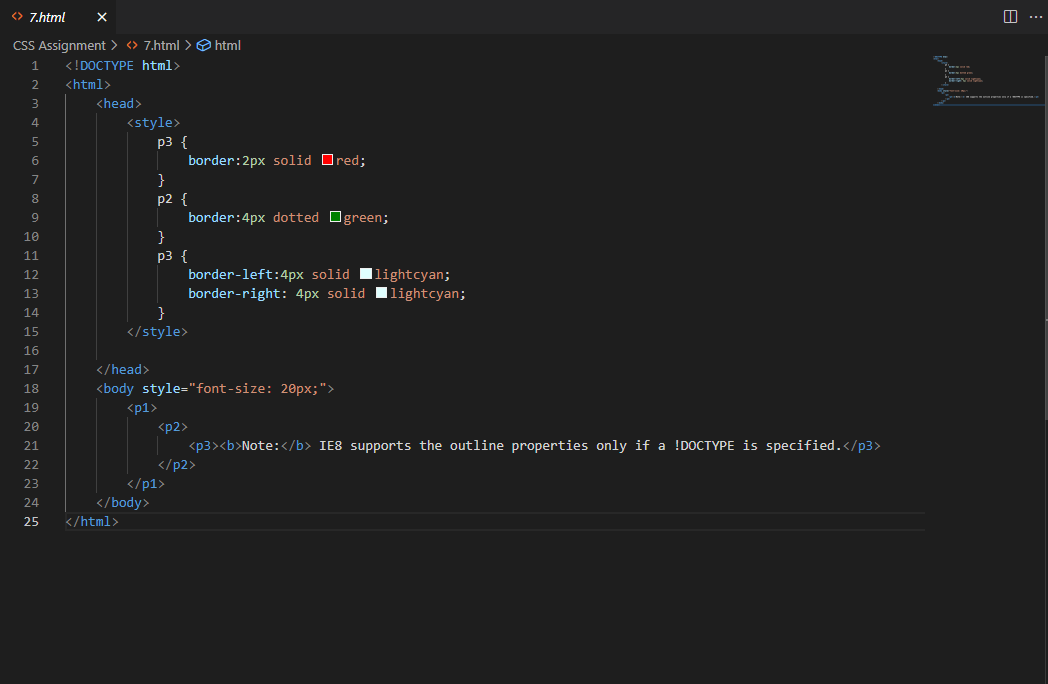 <> 7.html ×
CSS Assignment > <> 7.html > html
1 <!DOCTYPE html>
2 <html>
3     <head>
4         <style>
5             p3 {
6                 border:2px solid red;
7             }
8             p2 {
9                 border:4px dotted green;
10             }
11             p3 {
12                 border-left:4px solid lightcyan;
13                 border-right: 4px solid lightcyan;
14             }
15         </style>
16
17     </head>
18     <body style="font-size: 20px;">
19         <p1>
20             <p2>
21                 <p3><b>Note:</b> IE8 supports the outline properties only if a !DOCTYPE is specified.</p3>
22             </p2>
23         </p1>
24     </body>
25 </html>